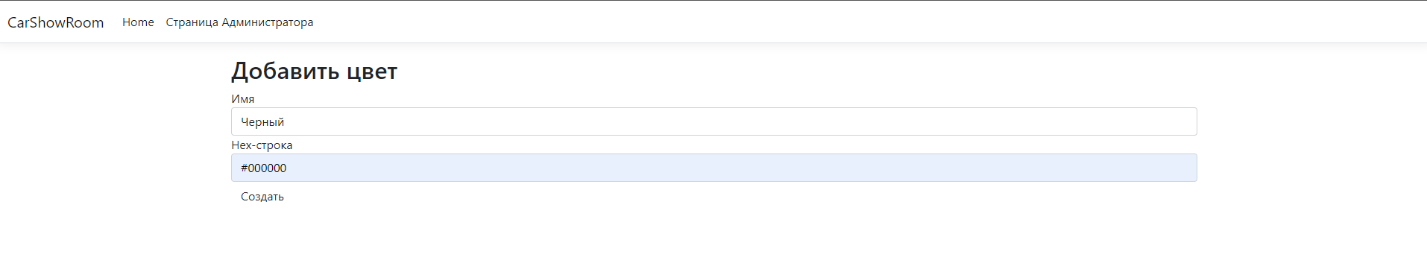 CarShowRoom Home Страница Администратора
Добавить цвет
Имя
Черный
Hex-строка
#000000
Создать